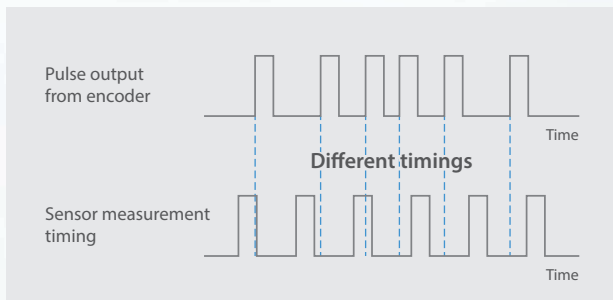 Pulse output
from encoder
Time
Different timings
Sensor measurement
timing
Time